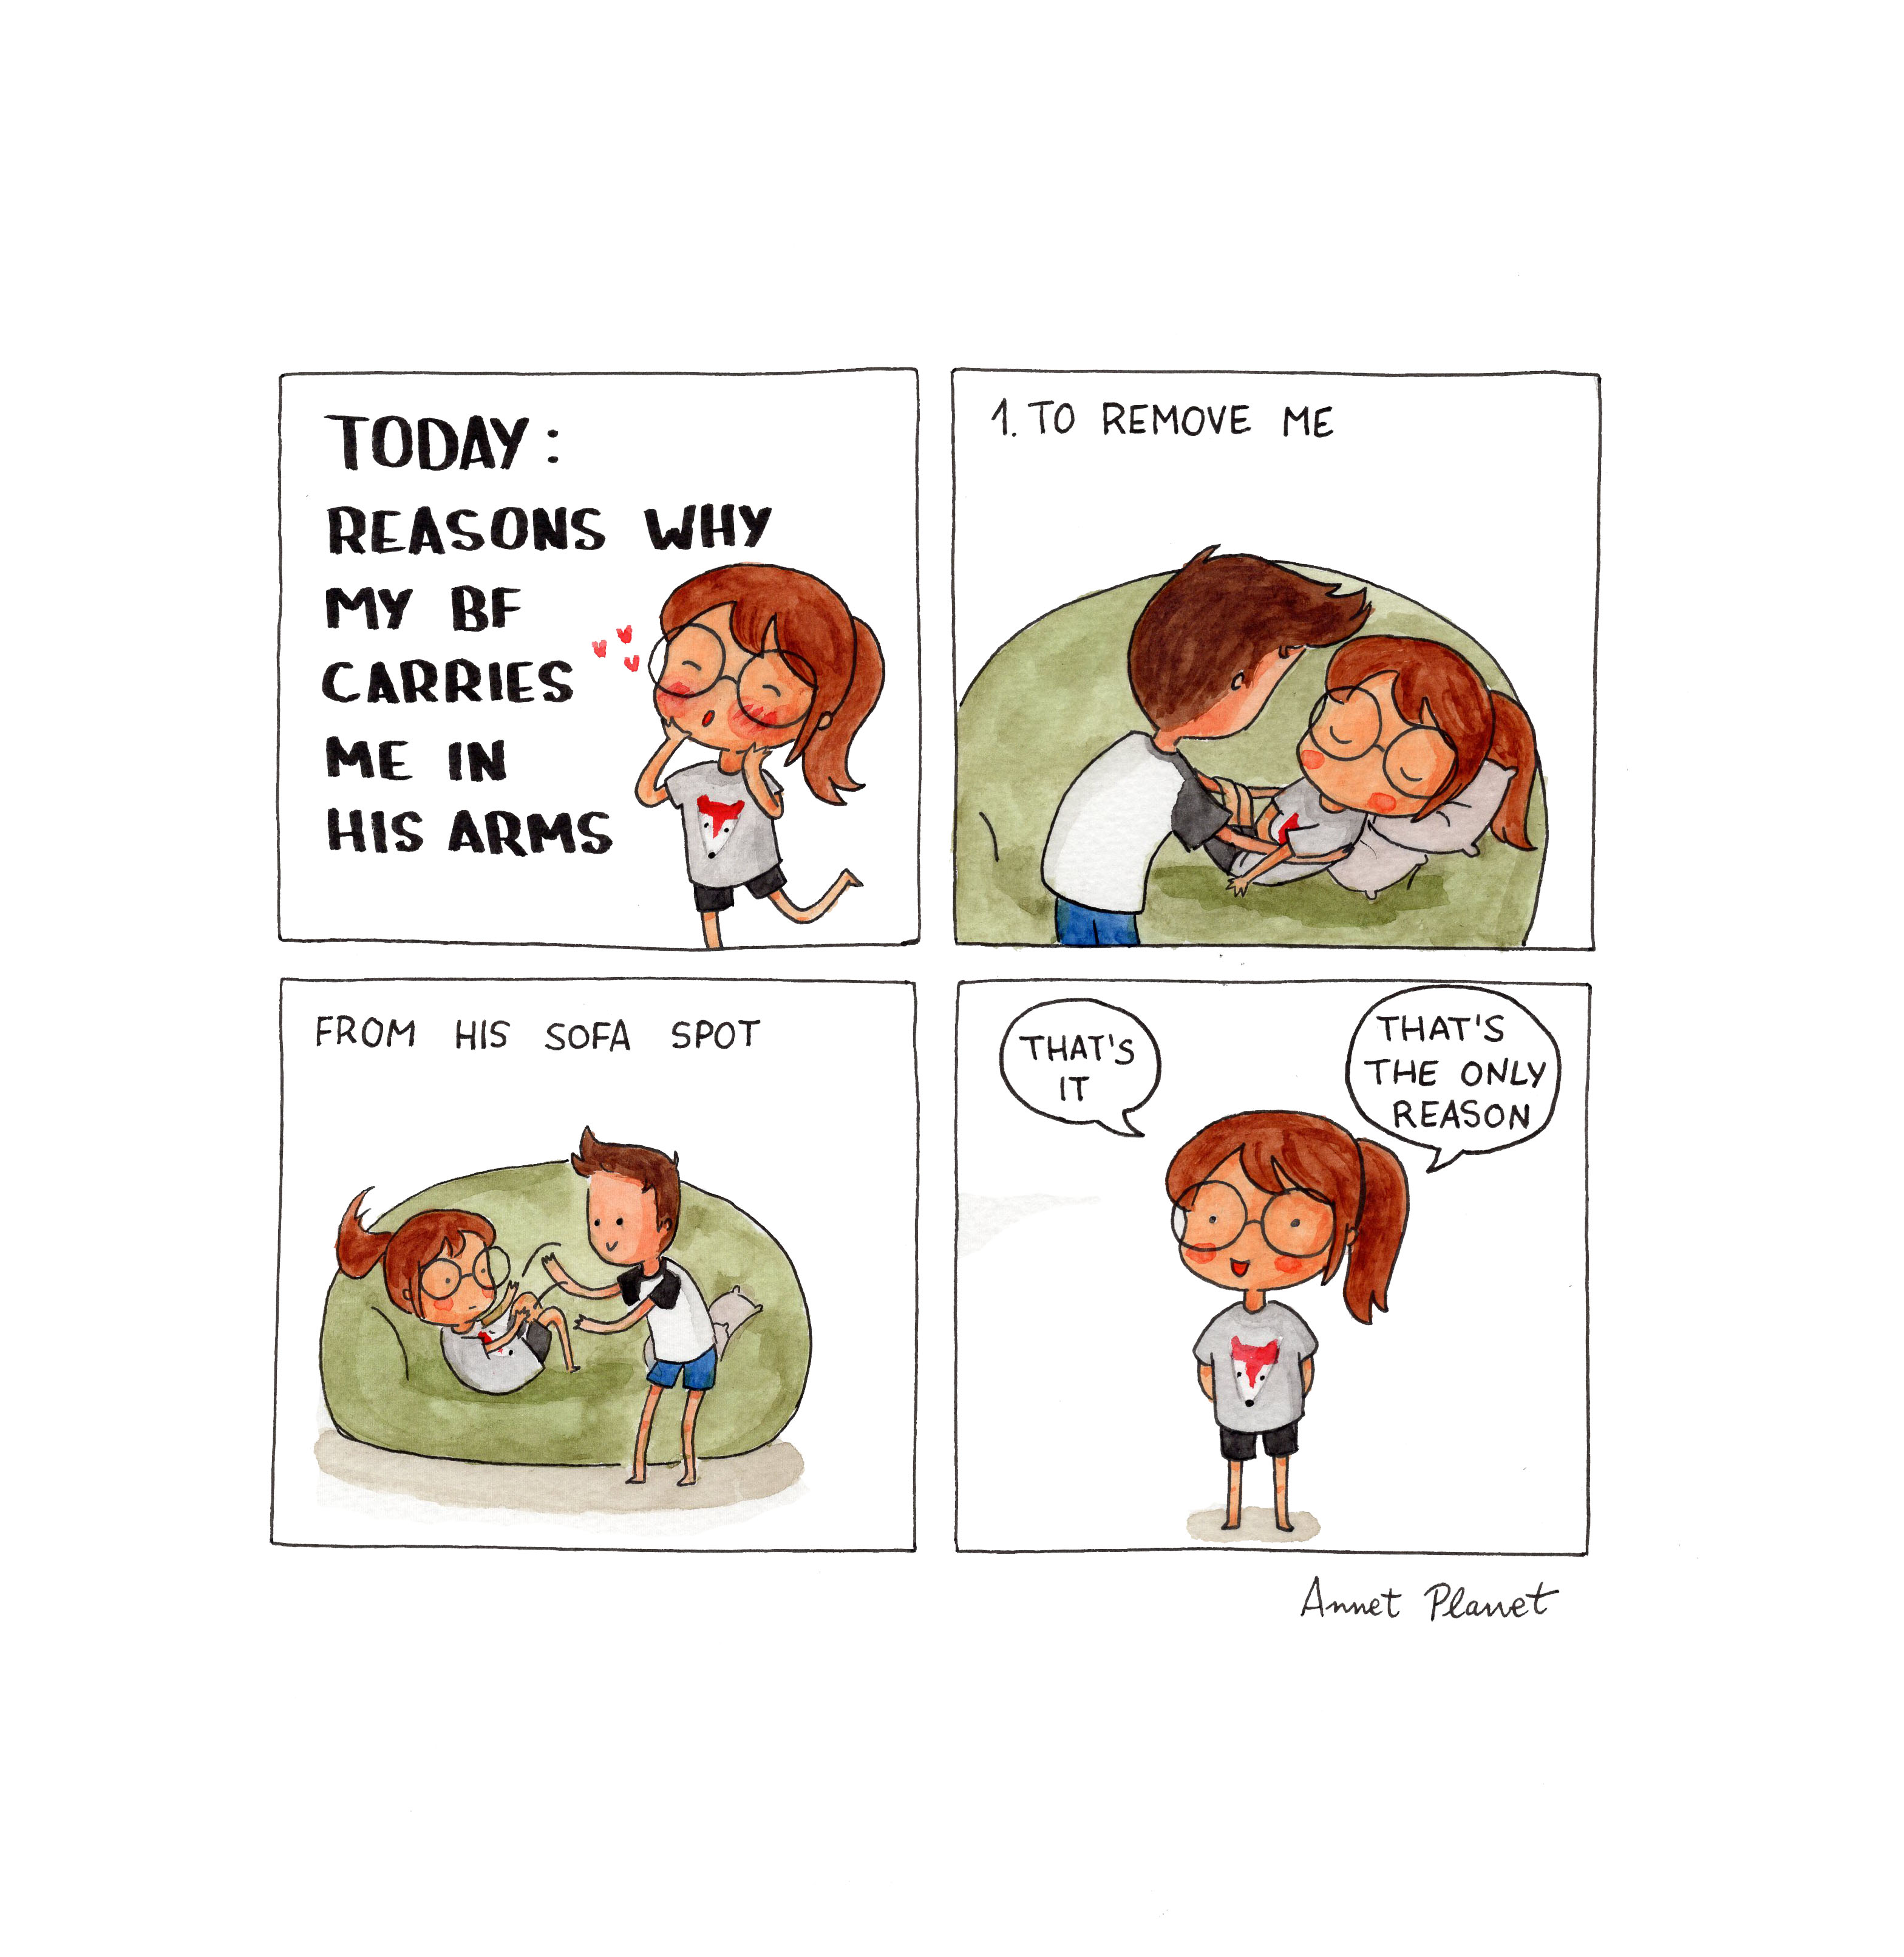 TODAY:
REASONS WHY
MY BF
CARRIES
ME IN
HIS ARMS
1. TO REMOVE ME
FROM HIS SOFA SPOT
THAT'S
IT
THAT'S
THE ONLY
REASON
Annet Planet